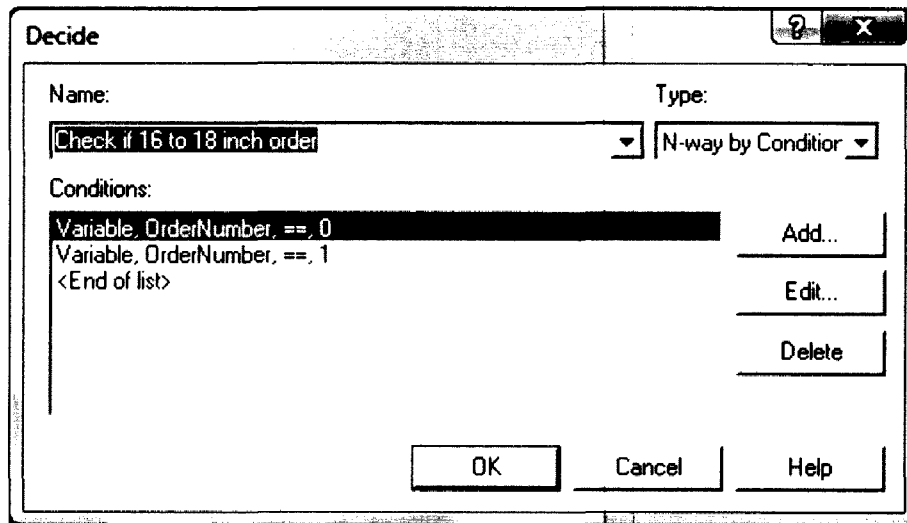 Decide
?
X
Name:
Type:
Check if 16 to 18 inch order
N-way by Condition
Conditions:
Variable, OrderNumber, ==, 0
Variable, OrderNumber, ==, 1
<End of list>
Add...
Edit...
Delete
OK
Cancel
Help